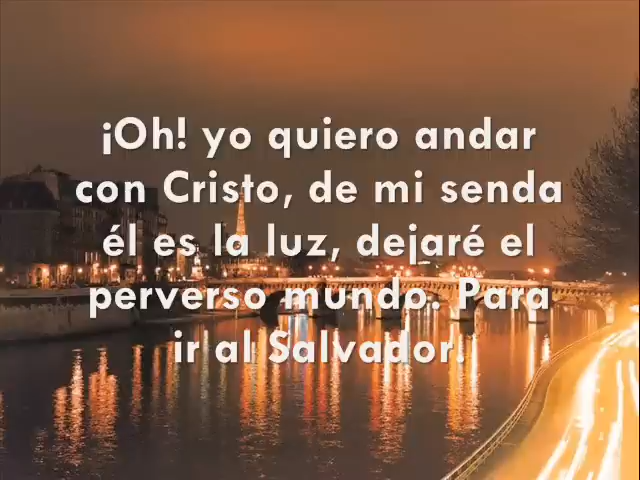 ¡Oh! yo quiero andar
con Cristo, de mi senda
él es la luz, dejaré el
perverso mundo. Para
ir al Salvador.